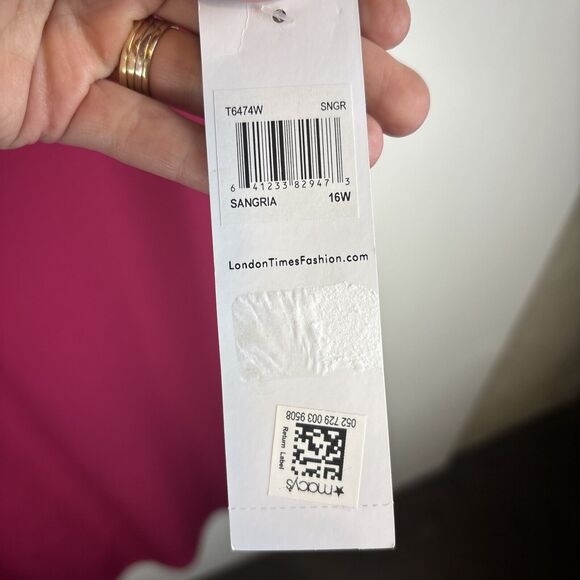 T6474W SNGR
6 41233 82947 3
SANGRIA 16W
LondonTimesFashion.com
052 729 003 9508
Return Label
★macy's